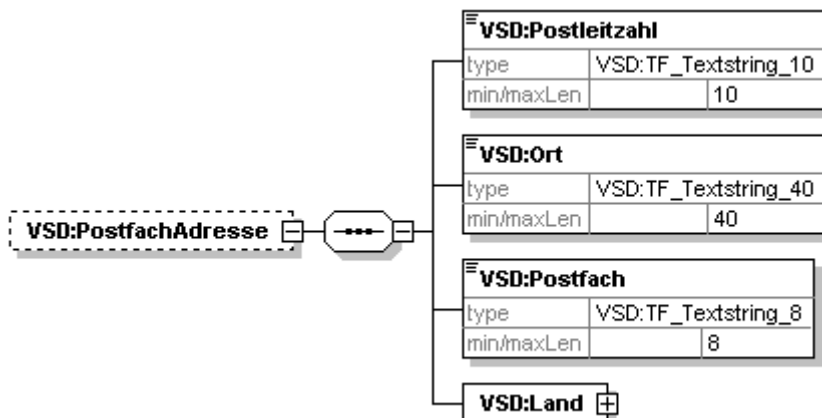 VSD:Postleitzahl
type VSD:TF_Textstring_10
min/maxLen 10
VSD:Ort
type VSD:TF_Textstring_40
min/maxLen 40
VSD:PostfachAdresse
VSD:Postfach
type VSD:TF_Textstring_8
min/maxLen 8
VSD:Land